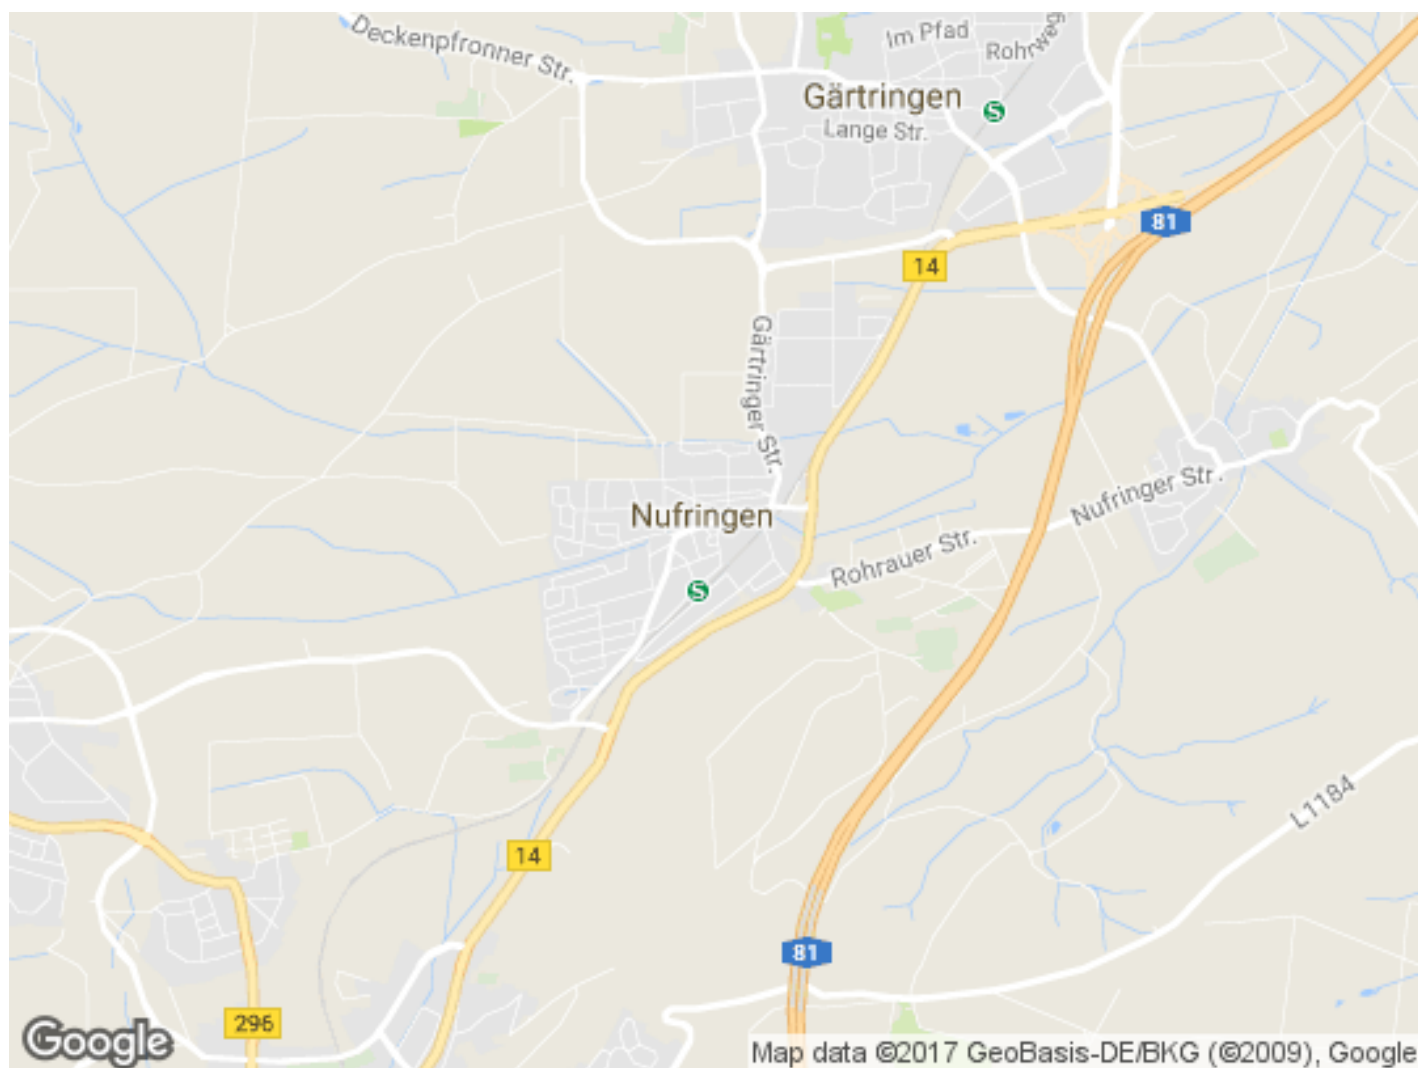 Deckenpfronner Str.
Im Pfad
Rohrweg
Gärtringen
S
Lange Str.
81
14
Gärtringer Str.
Nufringer Str.
Nufringen
Rohrauer Str.
S
L1184
14
81
296
Google
Map data ©2017 GeoBasis-DE/BKG (©2009), Google